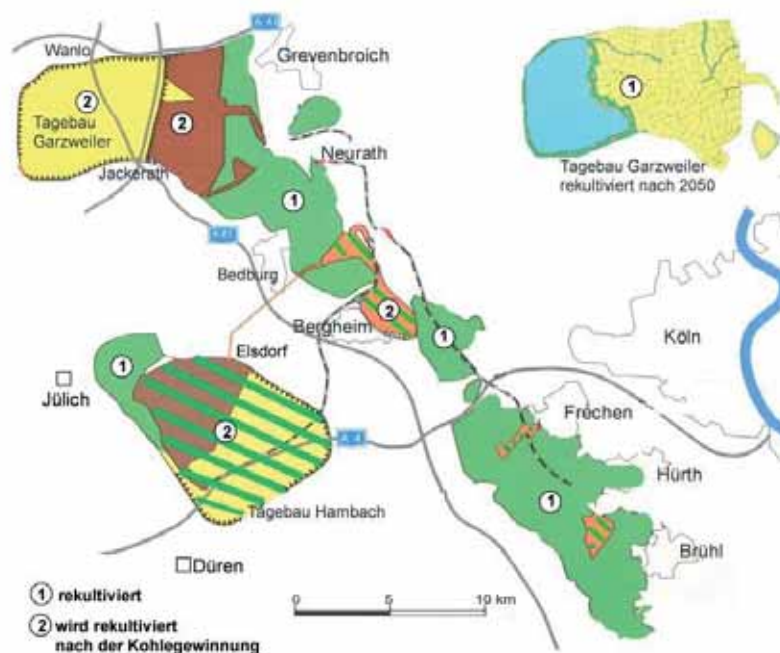 Wanlo
Grevenbroich
2
Tagebau
Garzweiler
2
1
Neurath
Jackerath
Tagebau Garzweiler
rekultiviert nach 2050
1
Bedburg
2
Bergheim
1
Köln
Elsdorf
1
Jülich
2
A 4
Frechen
Hürth
1
Tagebau Hambach
Brühl
Düren
1 rekultiviert
0 5 10 km
2 wird rekultiviert
nach der Kohlegewinnung